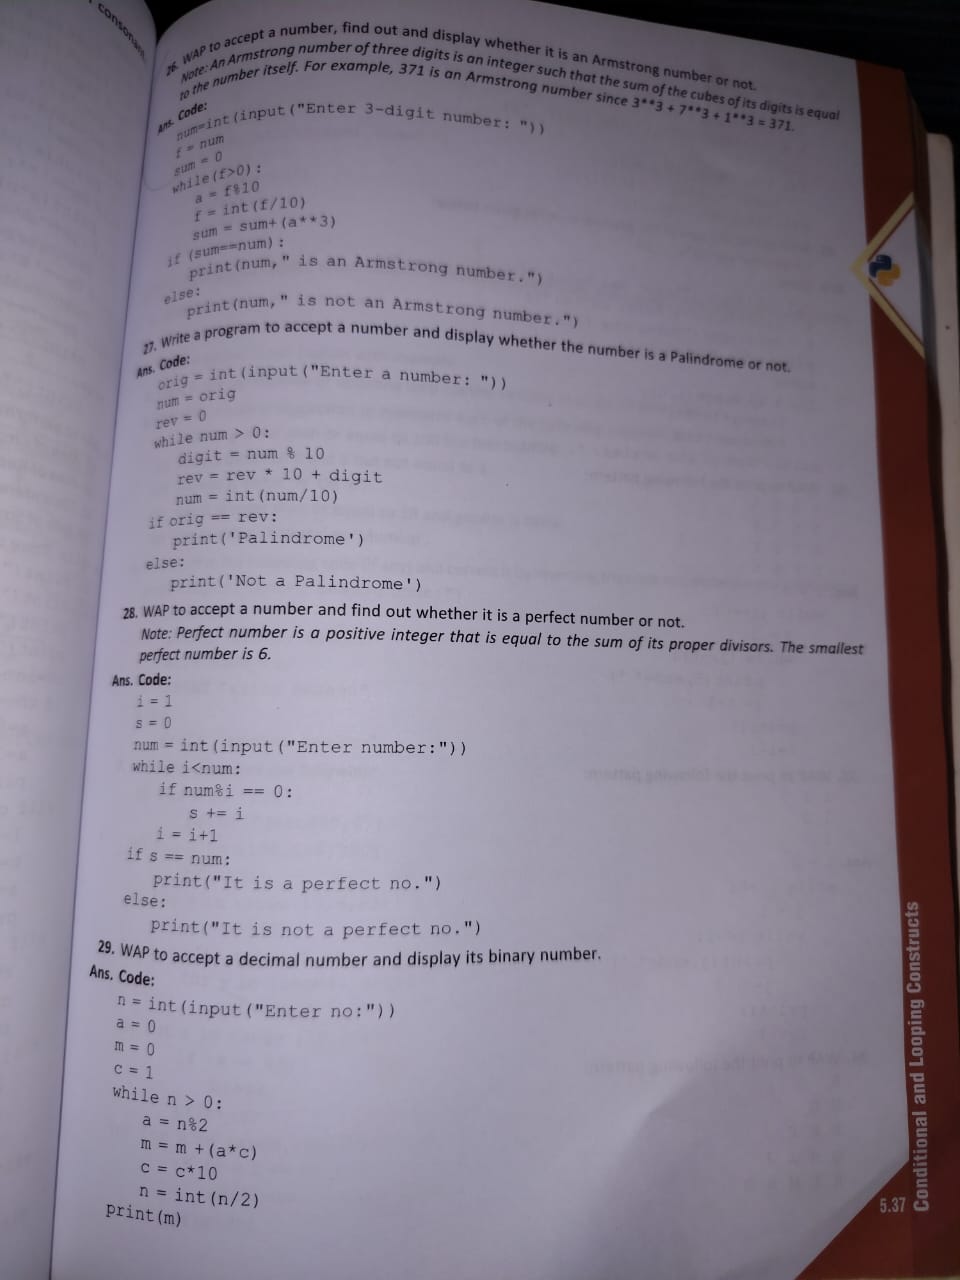 consonant
26. WAP to accept a number, find out and display whether it is an Armstrong number or not.
Note: An Armstrong number of three digits is an integer such that the sum of the cubes of its digits is equal
to the number itself. For example, 371 is an Armstrong number since 3**3 + 7**3 + 1**3 = 371.
Ans. Code:
num=int(input("Enter 3-digit number: "))
f = num
sum = 0
while(f>0):
a = f%10
f = int(f/10)
sum = sum+(a**3)
if (sum==num):
print(num," is an Armstrong number.")
else:
print(num," is not an Armstrong number.")
27. Write a program to accept a number and display whether the number is a Palindrome or not.
Ans. Code:
orig = int(input("Enter a number: "))
num = orig
rev = 0
while num > 0:
digit = num % 10
rev = rev * 10 + digit
num = int(num/10)
if orig == rev:
print('Palindrome')
else:
print('Not a Palindrome')
28. WAP to accept a number and find out whether it is a perfect number or not.
Note: Perfect number is a positive integer that is equal to the sum of its proper divisors. The smallest
perfect number is 6.
Ans. Code:
i = 1
s = 0
num = int(input("Enter number:"))
while i<num:
if num%i == 0:
s += i
i = i+1
if s == num:
print("It is a perfect no.")
else:
print("It is not a perfect no.")
29. WAP to accept a decimal number and display its binary number.
Ans. Code:
n = int(input("Enter no:"))
a = 0
m = 0
c = 1
while n > 0:
a = n%2
m = m +(a*c)
c = c*10
n = int(n/2)
print(m)
Conditional and Looping Constructs
5.37